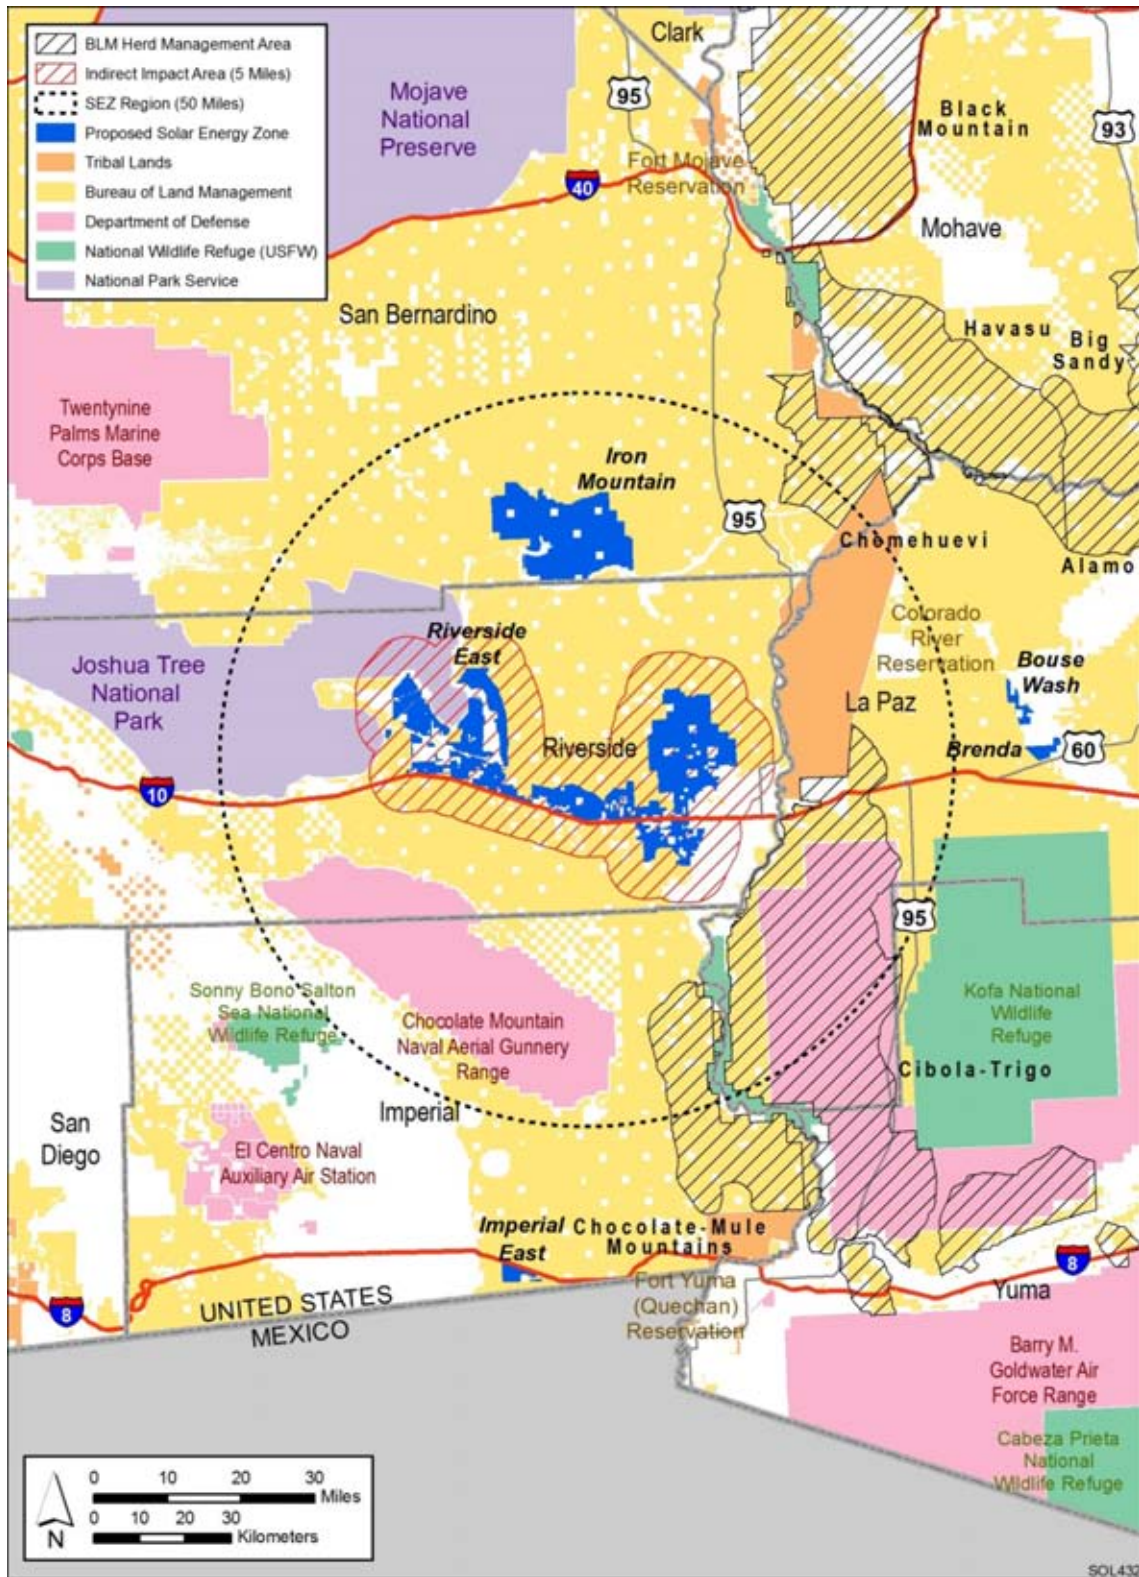 BLM Herd Management Area
Indirect Impact Area (5 Miles)
SEZ Region (50 Miles)
Proposed Solar Energy Zone
Tribal Lands
Bureau of Land Management
Department of Defense
National Wildlife Refuge (USFW)
National Park Service
Clark
95
Mojave
National
Preserve
Black
Mountain
93
Fort Mojave
Reservation
40
Mohave
San Bernardino
Havasu
Big
Sandy
Twentynine
Palms Marine
Corps Base
Iron
Mountain
95
Chomehuevi
Alamo
Riverside
East
Colorado
River
Reservation
Joshua Tree
National
Park
Bouse
Wash
La Paz
Riverside
Brenda
60
10
95
Sonny Bono Salton
Sea National
Wildlife Refuge
Chocolate Mountain
Naval Aerial Gunnery
Range
Kofa National
Wildlife
Refuge
Cibola-Trigo
Imperial
San
Diego
El Centro Naval
Auxiliary Air Station
Imperial
East
Chocolate-Mule
Mountains
8
Fort Yuma
(Quechan)
Reservation
Yuma
8
UNITED STATES
MEXICO
Barry M.
Goldwater Air
Force Range
Cabeza Prieta
National
Wildlife Refuge
0 10 20 30
Miles
0 10 20 30
Kilometers
N
SOL432